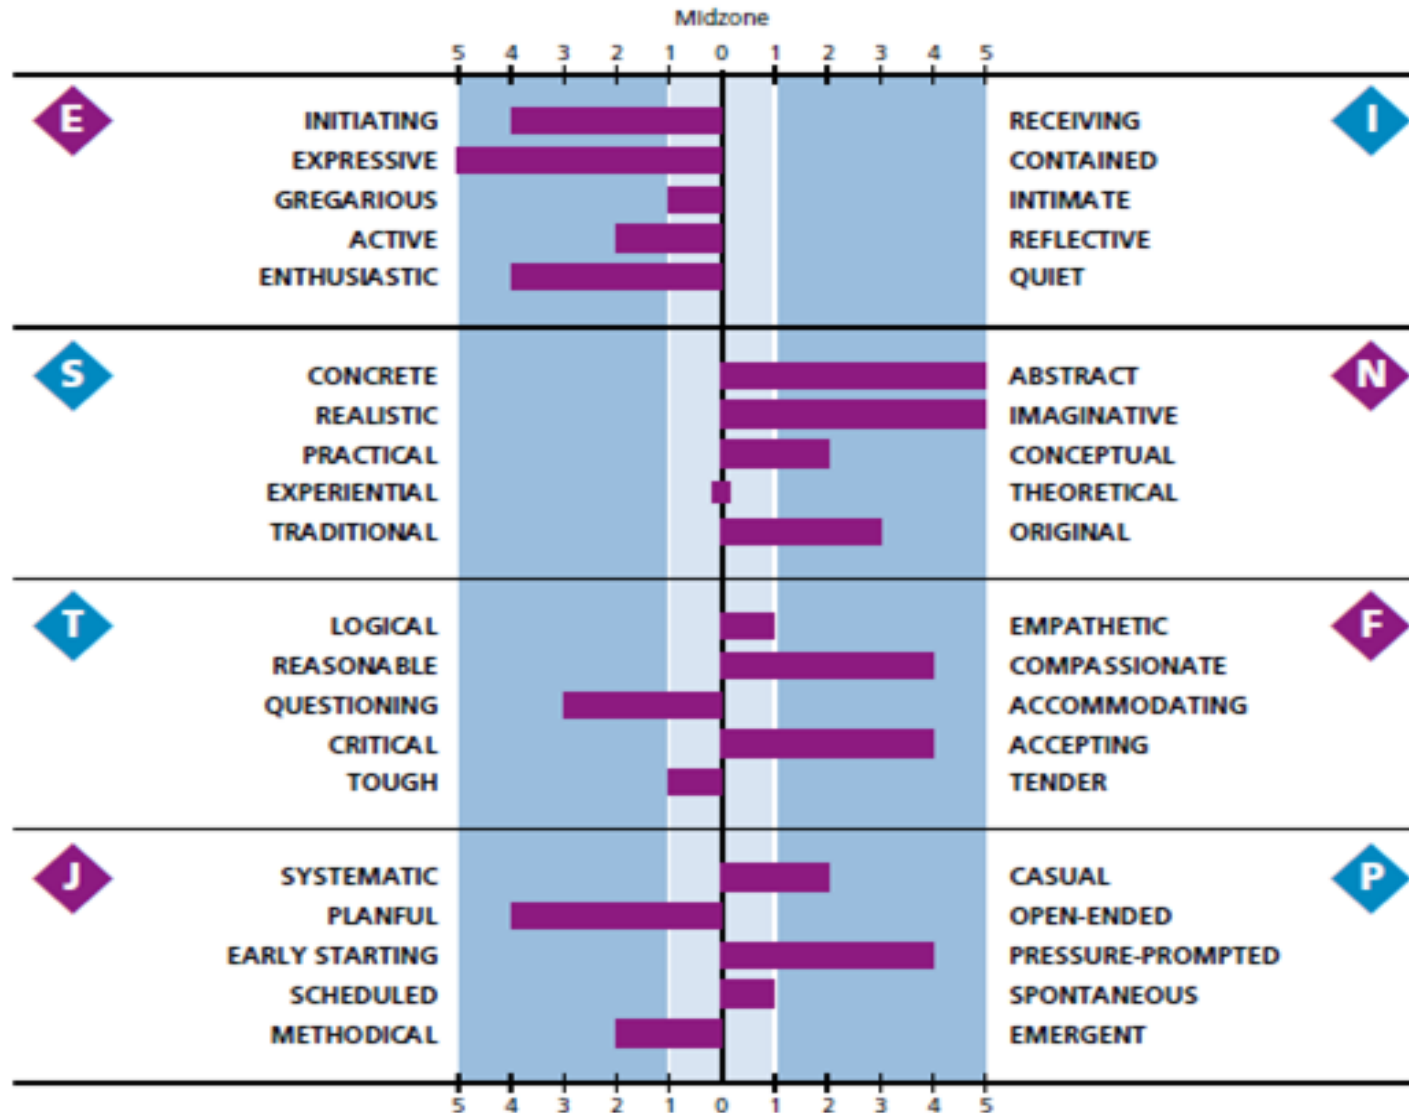 Midzone
5 4 3 2 1 0 1 2 3 4 5
E INITIATING RECEIVING I
EXPRESSIVE CONTAINED
GREGARIOUS INTIMATE
ACTIVE REFLECTIVE
ENTHUSIASTIC QUIET
S CONCRETE ABSTRACT N
REALISTIC IMAGINATIVE
PRACTICAL CONCEPTUAL
EXPERIENTIAL THEORETICAL
TRADITIONAL ORIGINAL
T LOGICAL EMPATHETIC F
REASONABLE COMPASSIONATE
QUESTIONING ACCOMMODATING
CRITICAL ACCEPTING
TOUGH TENDER
J SYSTEMATIC CASUAL P
PLANFUL OPEN-ENDED
EARLY STARTING PRESSURE-PROMPTED
SCHEDULED SPONTANEOUS
METHODICAL EMERGENT
5 4 3 2 1 0 1 2 3 4 5